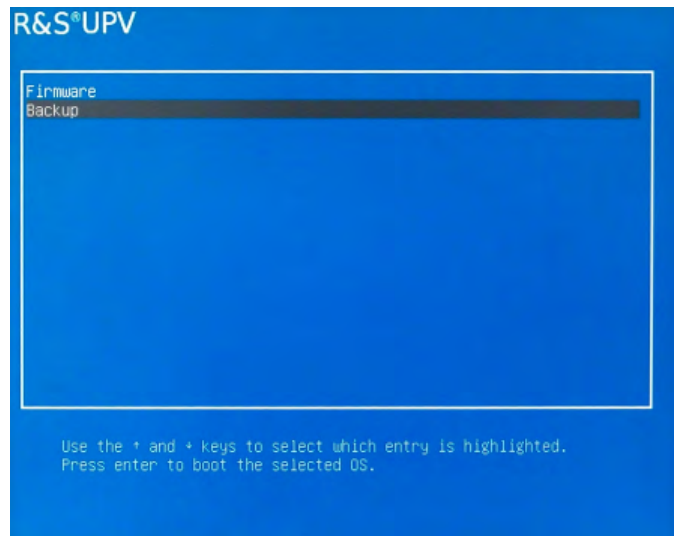 R&S®UPV
Firmware
Backup
Use the ↑ and ↓ keys to select which entry is highlighted.
Press enter to boot the selected OS.